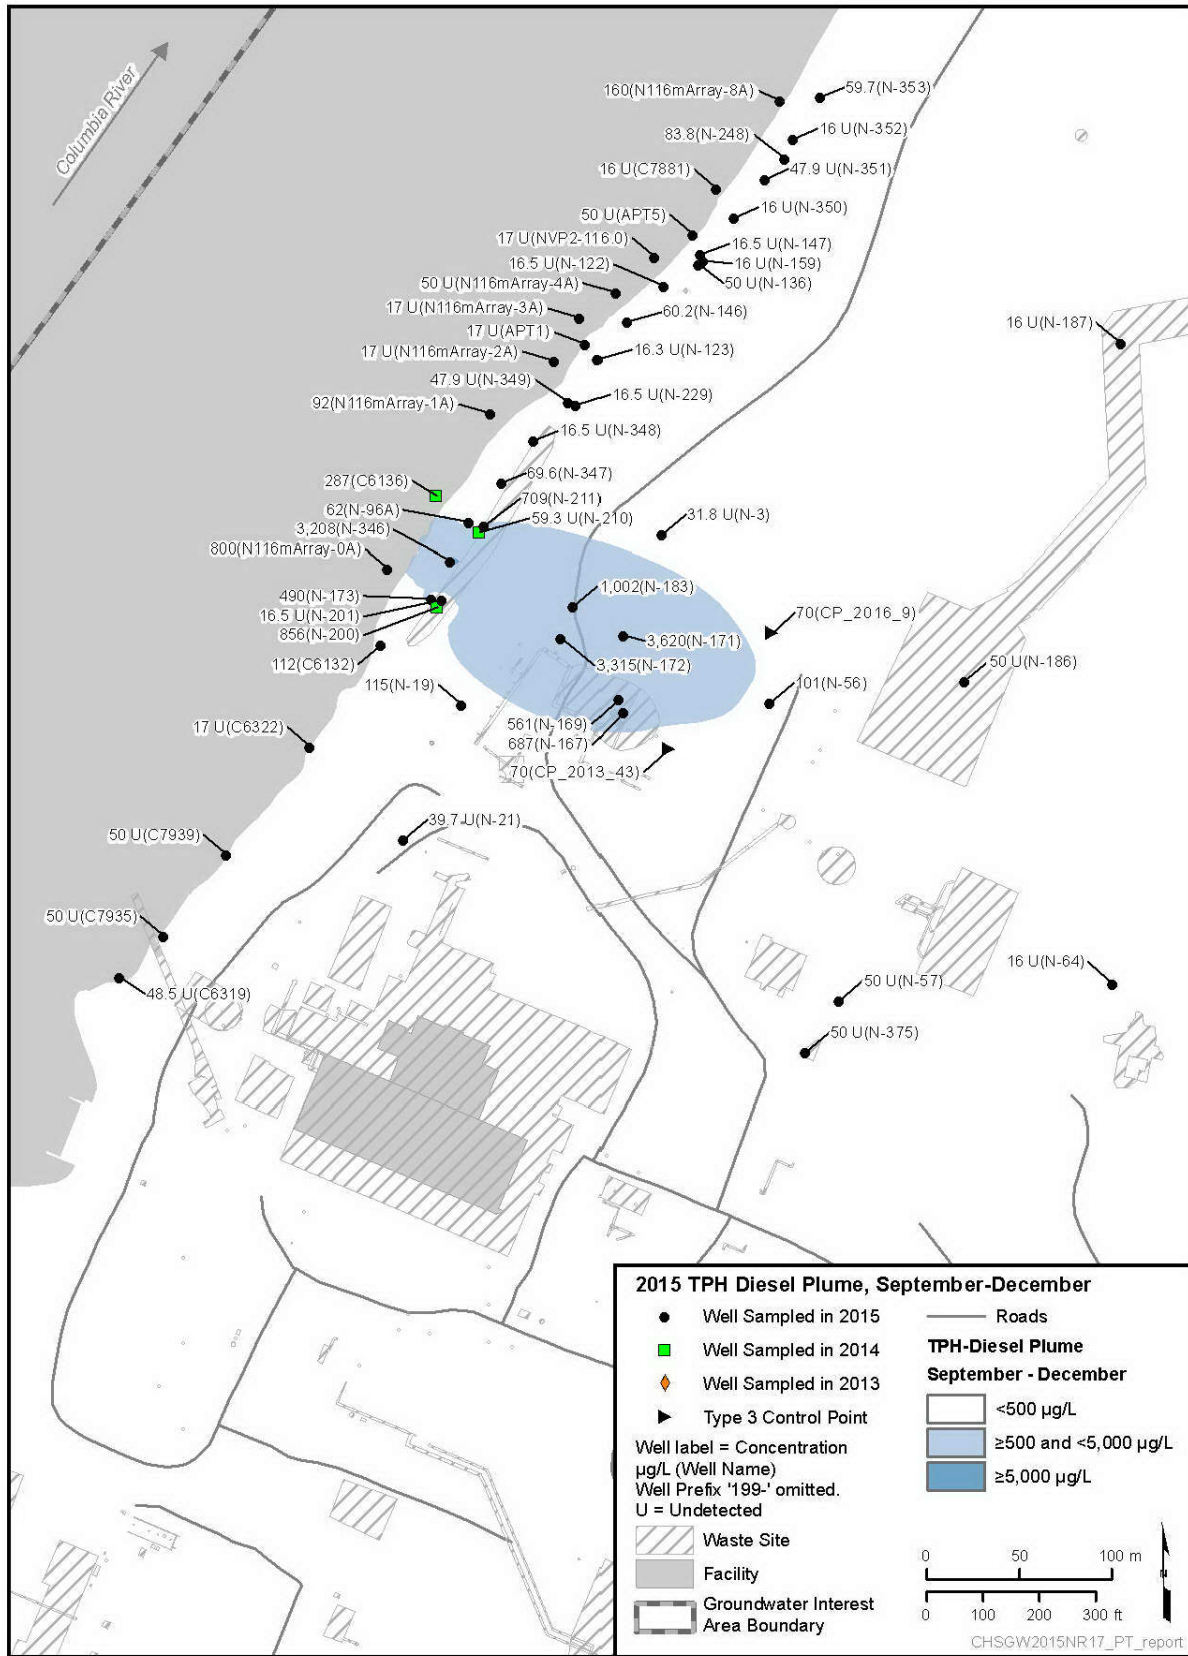 Columbia River
160(N116mArray-8A)
59.7(N-353)
83.8(N-248)
16 U(N-352)
16 U(C7881)
47.9 U(N-351)
50 U(APT5)
16 U(N-350)
17 U(NVP2-116.0)
16.5 U(N-147)
16.5 U(N-122)
16 U(N-159)
50 U(N116mArray-4A)
50 U(N-136)
17 U(N116mArray-3A)
60.2(N-146)
16 U(N-187)
17 U(APT1)
17 U(N116mArray-2A)
16.3 U(N-123)
47.9 U(N-349)
92(N116mArray-1A)
16.5 U(N-229)
16.5 U(N-348)
287(C6136)
69.6(N-347)
62(N-96A)
709(N-211)
3,208(N-346)
59.3 U(N-210)
31.8 U(N-3)
800(N116mArray-0A)
490(N-173)
1,002(N-183)
16.5 U(N-201)
70(CP_2016_9)
856(N-200)
3,620(N-171)
112(C6132)
3,315(N-172)
50 U(N-186)
115(N-19)
101(N-56)
17 U(C6322)
561(N-169)
687(N-167)
70(CP_2013_43)
50 U(C7939)
39.7 U(N-21)
50 U(C7935)
16 U(N-64)
48.5 U(C6319)
50 U(N-57)
50 U(N-375)
2015 TPH Diesel Plume, September-December
Well Sampled in 2015
Well Sampled in 2014
Well Sampled in 2013
Type 3 Control Point
Well label = Concentration
µg/L (Well Name)
Well Prefix '199-' omitted.
U = Undetected
Waste Site
Facility
Groundwater Interest
Area Boundary
Roads
TPH-Diesel Plume
September - December
<500 µg/L
≥500 and <5,000 µg/L
≥5,000 µg/L
0 50 100 m
0 100 200 300 ft
CHSGW2015NR17_PT_report